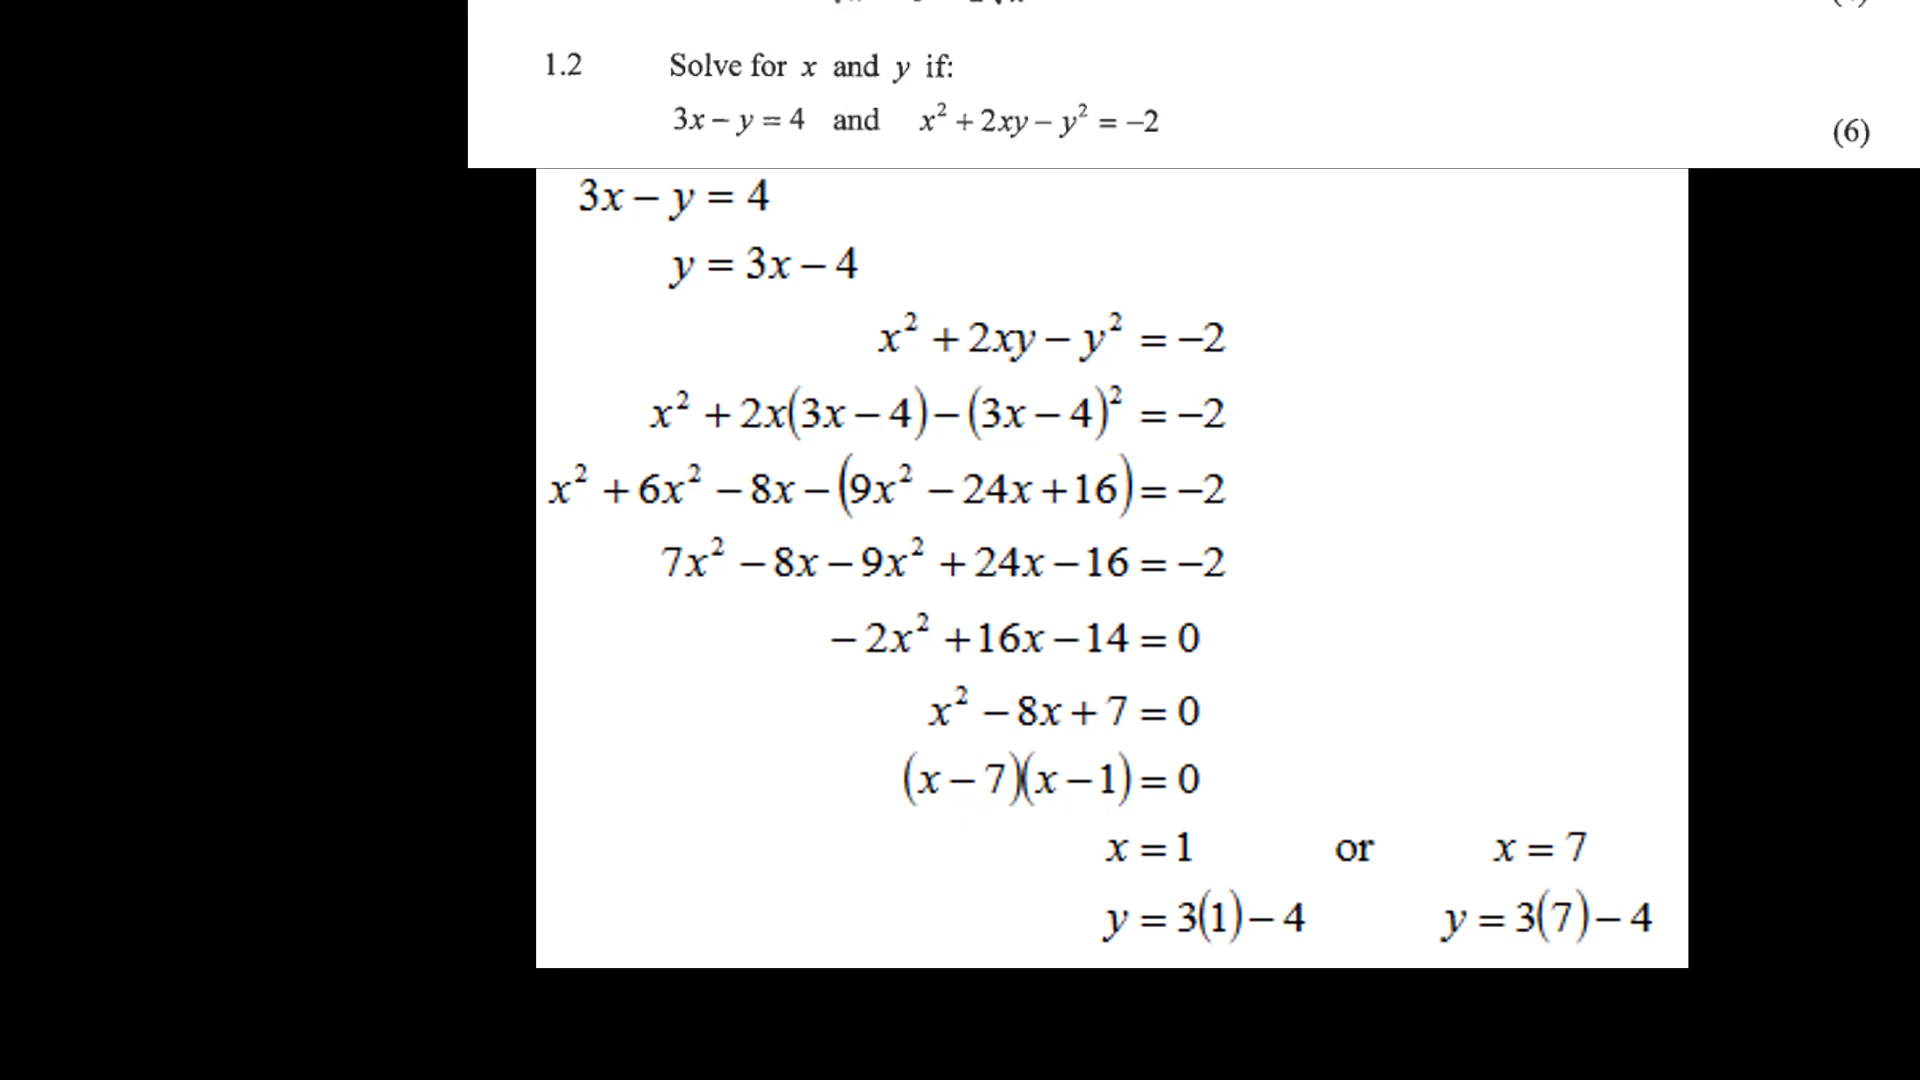 1.2 Solve for x and y if:
3x – y = 4 and x² + 2xy – y² = –2
(6)
3x – y = 4
y = 3x – 4
x² + 2xy – y² = –2
x² + 2x(3x – 4) – (3x – 4)² = –2
x² + 6x² – 8x – (9x² – 24x + 16) = –2
7x² – 8x – 9x² + 24x – 16 = –2
– 2x² + 16x – 14 = 0
x² – 8x + 7 = 0
(x – 7)(x – 1) = 0
x = 1 or x = 7
y = 3(1) – 4 y = 3(7) – 4